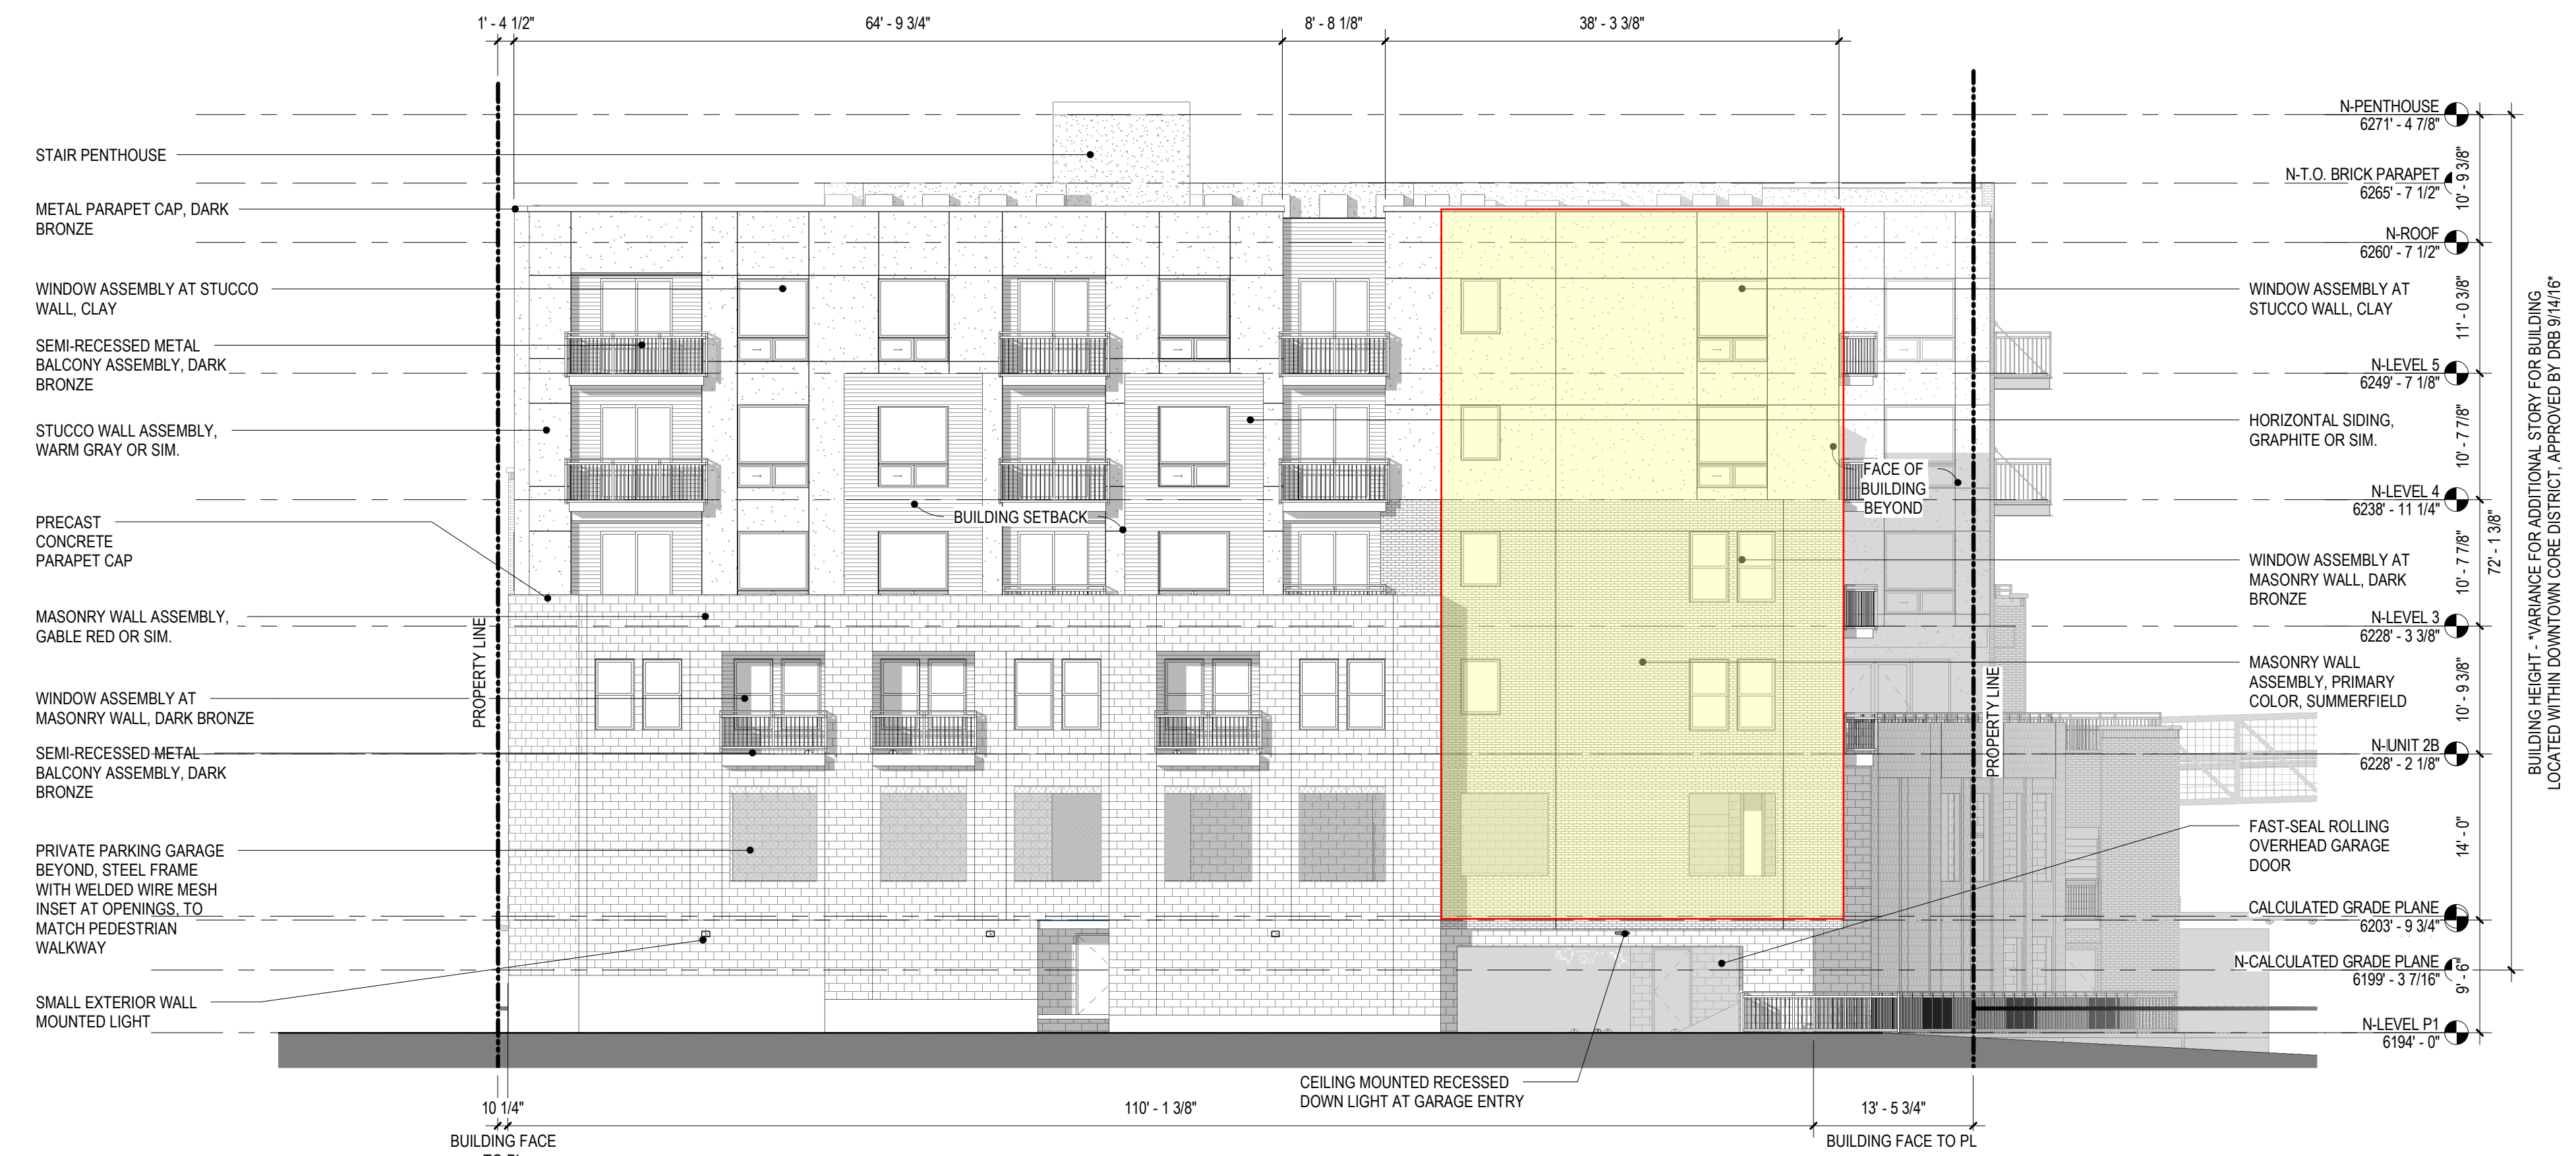 1' - 4 1/2"
64' - 9 3/4"
8' - 8 1/8"
38' - 3 3/8"
STAIR PENTHOUSE
METAL PARAPET CAP, DARK
BRONZE
WINDOW ASSEMBLY AT STUCCO
WALL, CLAY
SEMI-RECESSED METAL
BALCONY ASSEMBLY, DARK
BRONZE
STUCCO WALL ASSEMBLY,
WARM GRAY OR SIM.
PRECAST
CONCRETE
PARAPET CAP
MASONRY WALL ASSEMBLY,
GABLE RED OR SIM.
WINDOW ASSEMBLY AT
MASONRY WALL, DARK BRONZE
SEMI-RECESSED METAL
BALCONY ASSEMBLY, DARK
BRONZE
PRIVATE PARKING GARAGE
BEYOND, STEEL FRAME
WITH WELDED WIRE MESH
INSET AT OPENINGS, TO
MATCH PEDESTRIAN
WALKWAY
SMALL EXTERIOR WALL
MOUNTED LIGHT
PROPERTY LINE
BUILDING SETBACK
FACE OF
BUILDING
BEYOND
PROPERTY LINE
N-PENTHOUSE
6271' - 4 7/8"
N-T.O. BRICK PARAPET
6265' - 7 1/2"
N-ROOF
6260' - 7 1/2"
WINDOW ASSEMBLY AT
STUCCO WALL, CLAY
N-LEVEL 5
6249' - 7 1/8"
HORIZONTAL SIDING,
GRAPHITE OR SIM.
N-LEVEL 4
6238' - 11 1/4"
WINDOW ASSEMBLY AT
MASONRY WALL, DARK
BRONZE
N-LEVEL 3
6228' - 3 3/8"
MASONRY WALL
ASSEMBLY, PRIMARY
COLOR, SUMMERFIELD
N-UNIT 2B
6228' - 2 1/8"
FAST-SEAL ROLLING
OVERHEAD GARAGE
DOOR
CALCULATED GRADE PLANE
6203' - 9 3/4"
N-CALCULATED GRADE PLANE
6199' - 3 7/16"
N-LEVEL P1
6194' - 0"
10' - 9 3/8"
11' - 0 3/8"
10' - 7 7/8"
10' - 7 7/8"
10' - 9 3/8"
14' - 0"
9' - 6"
72' - 1 3/8"
BUILDING HEIGHT - *VARIANCE FOR ADDITIONAL STORY FOR BUILDING
LOCATED WITHIN DOWNTOWN CORE DISTRICT, APPROVED BY DRB 9/14/16*
CEILING MOUNTED RECESSED
DOWN LIGHT AT GARAGE ENTRY
10 1/4"
110' - 1 3/8"
13' - 5 3/4"
BUILDING FACE
TO PL
BUILDING FACE TO PL